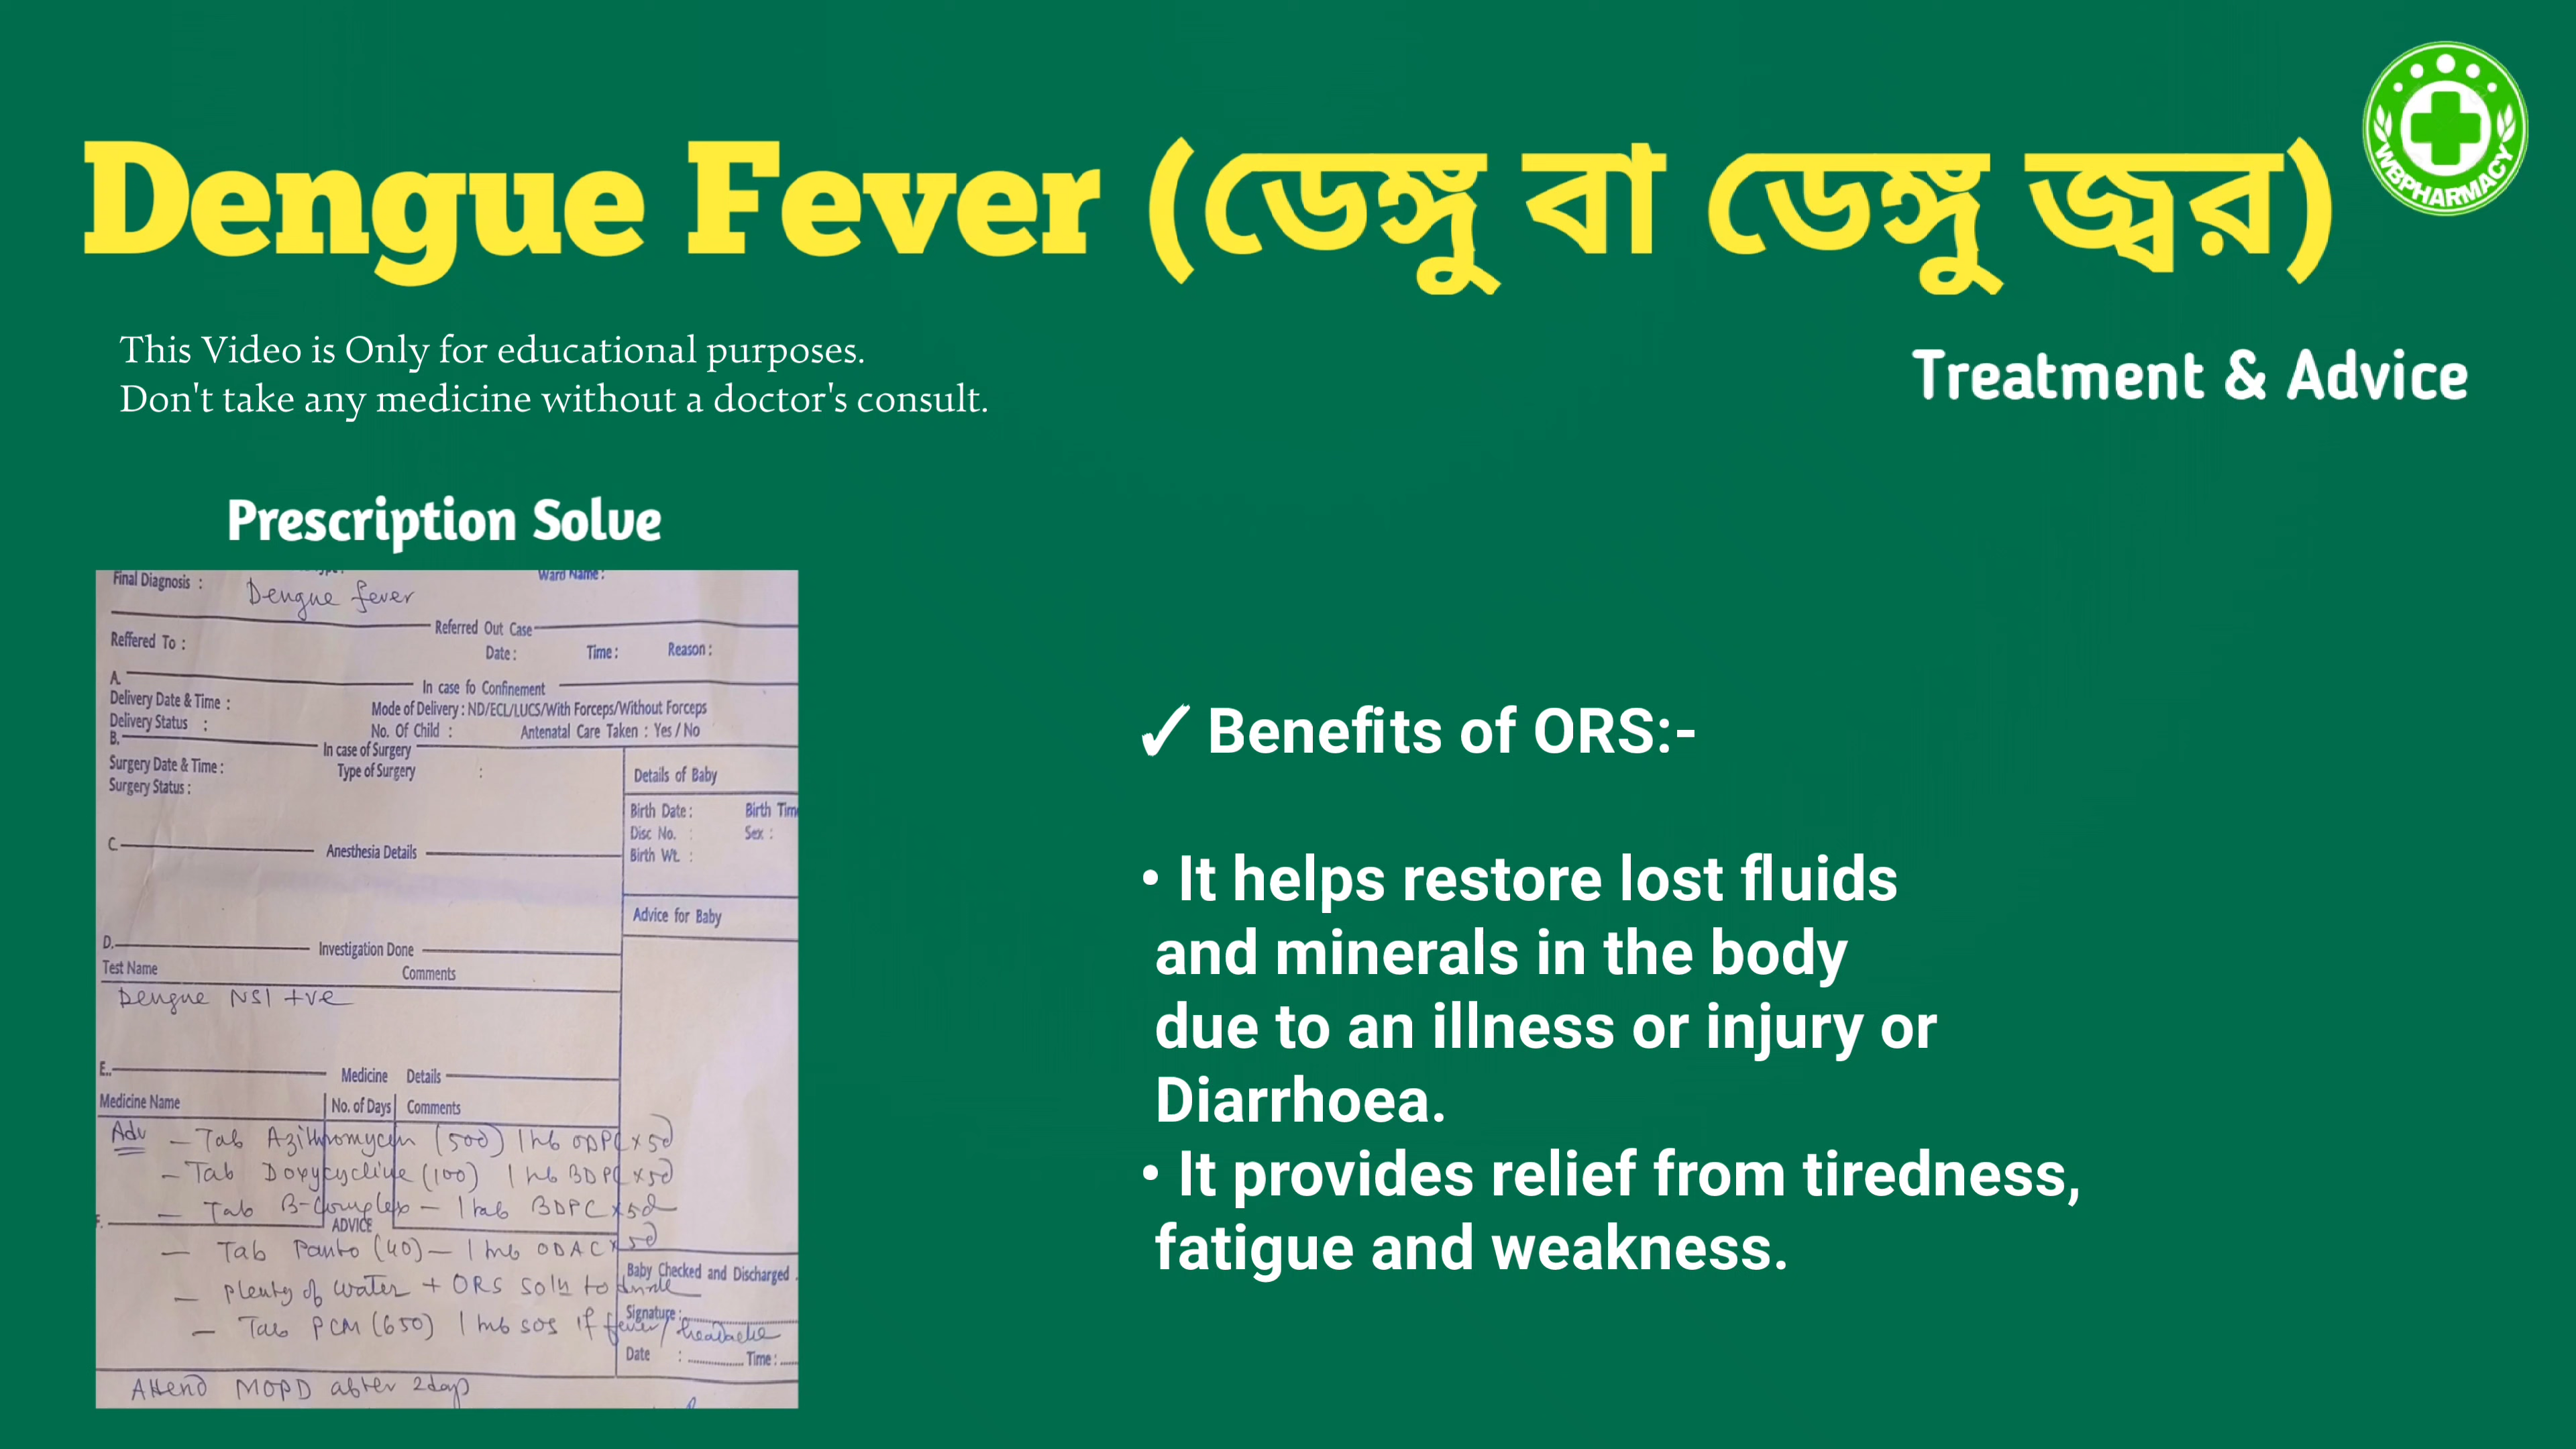 Dengue Fever (ডেঙ্গু বা ডেঙ্গু জ্বর)
WBPHARMACY
This Video is Only for educational purposes.
Don't take any medicine without a doctor's consult.
Treatment & Advice
Prescription Solve
Final Diagnosis : Ward Name :
Dengue fever
Referred Out Case
Reffered To :
Date : Time : Reason :
A.
In case fo Confinement
Delivery Date & Time :
Mode of Delivery : ND/ECL/LUCS/With Forceps/Without Forceps
Delivery Status :
No. Of Child : Antenatal Care Taken : Yes / No
B.
In case of Surgery
Surgery Date & Time : Type of Surgery :
Surgery Status :
Details of Baby
Birth Date : Birth Tim
Disc No. : Sex :
Birth Wt. :
C. Anesthesia Details
Advice for Baby
D. Investigation Done
Test Name Comments
Dengue NS1 +ve
E.. Medicine Details
Medicine Name No. of Days Comments
Adv - Tab Azithromycin (500) 1 tab ODPC x 5d
- Tab Doxycycline (100) 1 tab BDPC x 5d
- Tab B-Complex - 1 tab BDPC x 5d
F. ADVICE
- Tab Panto (40) - 1 tab ODAC x 5d
Baby Checked and Discharged
- plenty of water + ORS soln to drink
Signature :
- Tab PCM (650) 1 tab sos if fever / headache
Date : Time :
Attend MOPD after 2 days
✓ Benefits of ORS:-
• It helps restore lost fluids
and minerals in the body
due to an illness or injury or
Diarrhoea.
• It provides relief from tiredness,
fatigue and weakness.